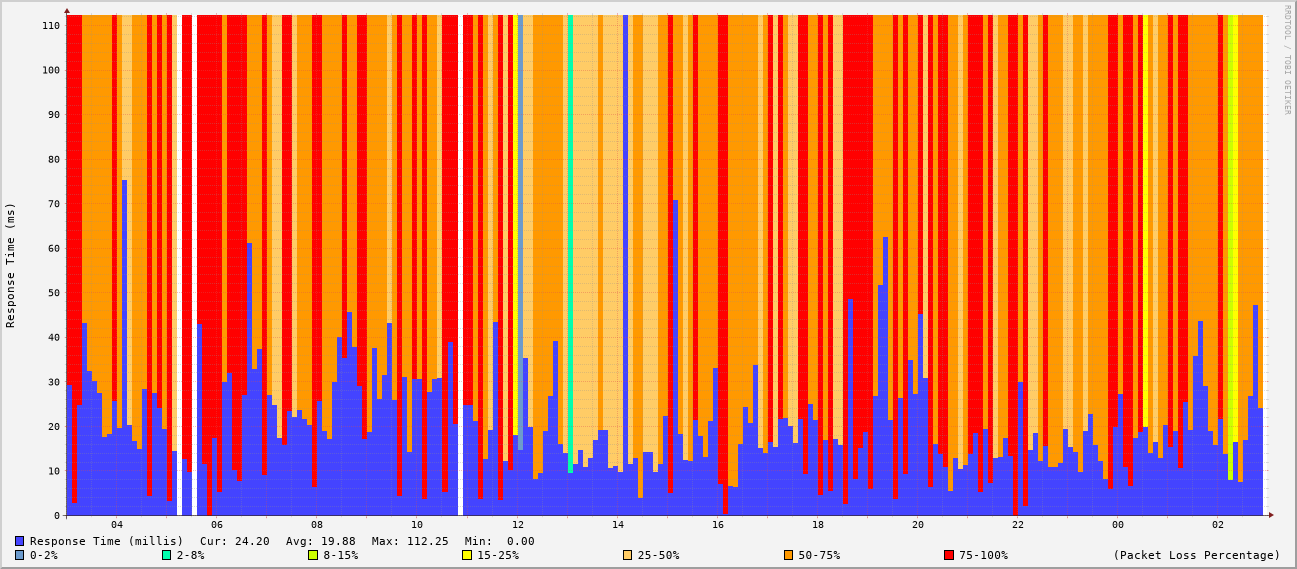 RRDTOOL / TOBI OETIKER
Response Time (ms)
110
100
90
80
70
60
50
40
30
20
10
0
04 06 08 10 12 14 16 18 20 22 00 02
Response Time (millis) Cur: 24.20 Avg: 19.88 Max: 112.25 Min: 0.00
0-2% 2-8% 8-15% 15-25% 25-50% 50-75% 75-100% (Packet Loss Percentage)